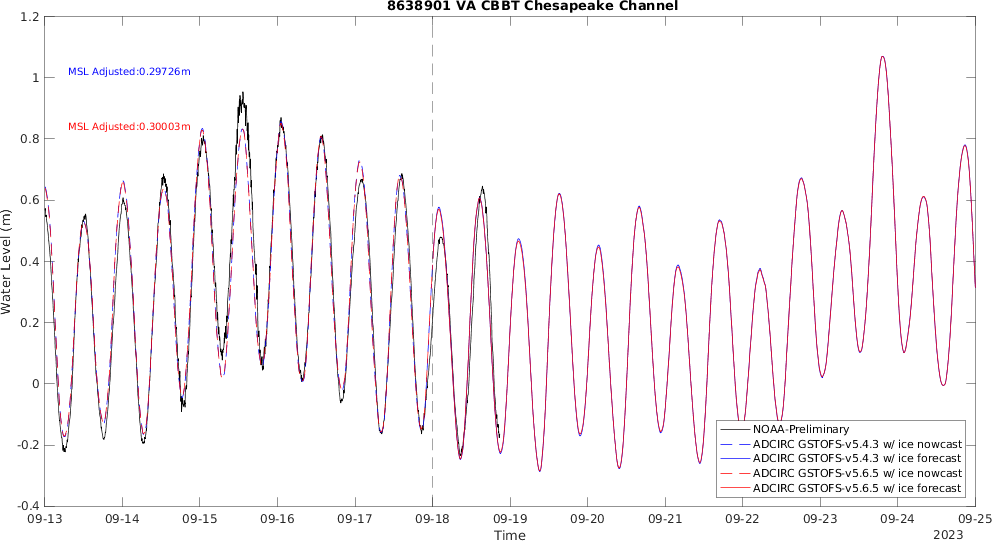 8638901 VA CBBT Chesapeake Channel
1.2
1
0.8
0.6
0.4
0.2
0
-0.2
-0.4
Water Level (m)
MSL Adjusted:0.29726m
MSL Adjusted:0.30003m
NOAA-Preliminary
ADCIRC GSTOFS-v5.4.3 w/ ice nowcast
ADCIRC GSTOFS-v5.4.3 w/ ice forecast
ADCIRC GSTOFS-v5.6.5 w/ ice nowcast
ADCIRC GSTOFS-v5.6.5 w/ ice forecast
09-13 09-14 09-15 09-16 09-17 09-18 09-19 09-20 09-21 09-22 09-23 09-24 09-25
Time
2023